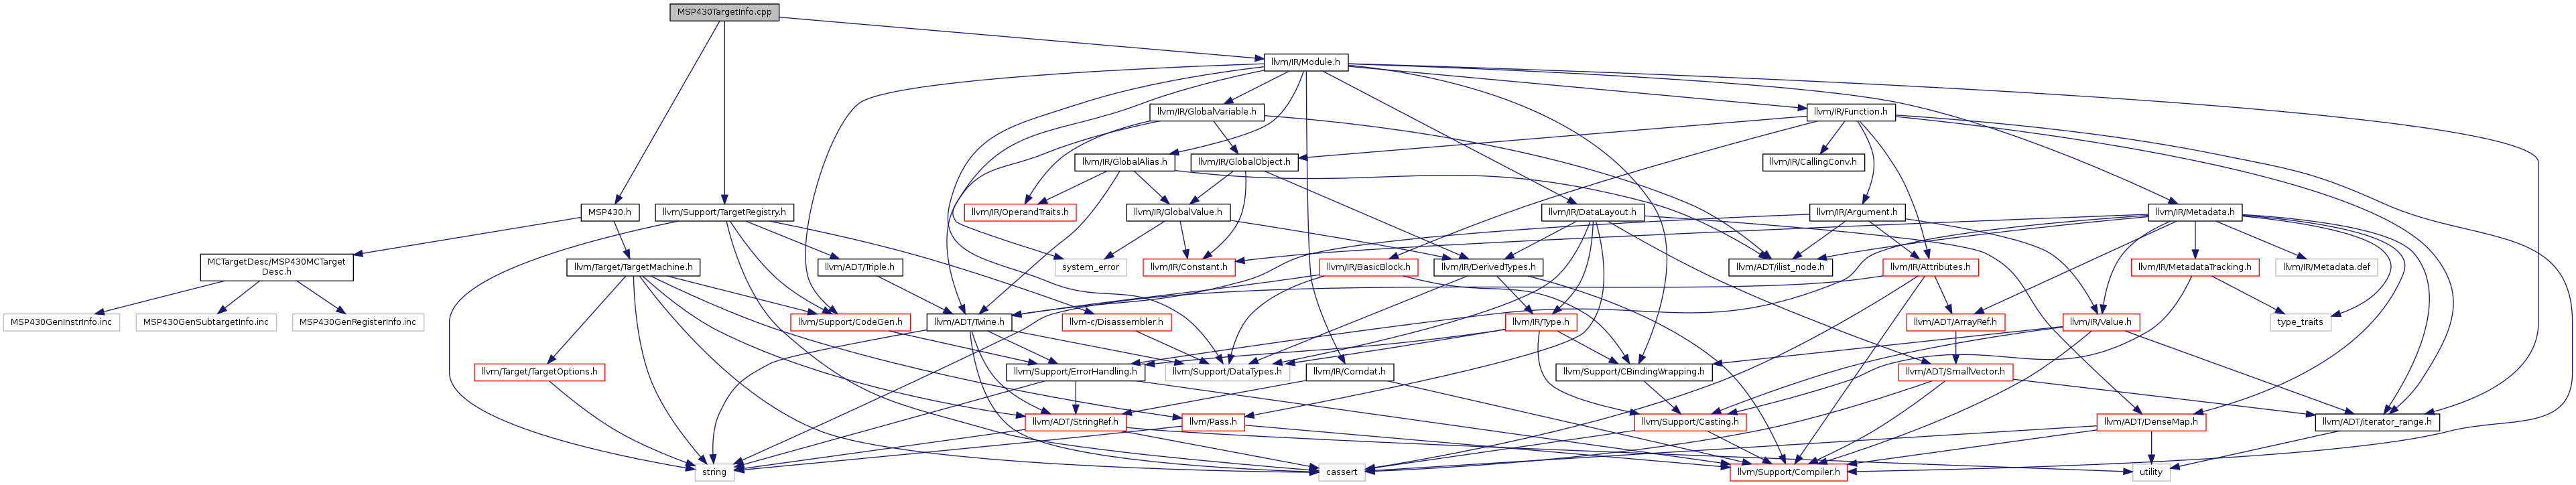 MSP430TargetInfo.cpp
llvm/IR/Module.h
llvm/IR/GlobalVariable.h
llvm/IR/Function.h
llvm/IR/GlobalAlias.h
llvm/IR/GlobalObject.h
llvm/IR/CallingConv.h
MSP430.h
llvm/Support/TargetRegistry.h
llvm/IR/OperandTraits.h
llvm/IR/GlobalValue.h
llvm/IR/DataLayout.h
llvm/IR/Argument.h
llvm/IR/Metadata.h
MCTargetDesc/MSP430MCTarget
Desc.h
llvm/Target/TargetMachine.h
llvm/ADT/Triple.h
system_error
llvm/IR/Constant.h
llvm/IR/BasicBlock.h
llvm/IR/DerivedTypes.h
llvm/ADT/ilist_node.h
llvm/IR/Attributes.h
llvm/IR/MetadataTracking.h
llvm/IR/Metadata.def
MSP430GenInstrInfo.inc
MSP430GenSubtargetInfo.inc
MSP430GenRegisterInfo.inc
llvm/Support/CodeGen.h
llvm/ADT/Twine.h
llvm-c/Disassembler.h
llvm/IR/Type.h
llvm/ADT/ArrayRef.h
llvm/IR/Value.h
type_traits
llvm/Target/TargetOptions.h
llvm/Support/ErrorHandling.h
llvm/Support/DataTypes.h
llvm/IR/Comdat.h
llvm/Support/CBindingWrapping.h
llvm/ADT/SmallVector.h
llvm/ADT/StringRef.h
llvm/Pass.h
llvm/Support/Casting.h
llvm/ADT/DenseMap.h
llvm/ADT/iterator_range.h
string
cassert
llvm/Support/Compiler.h
utility